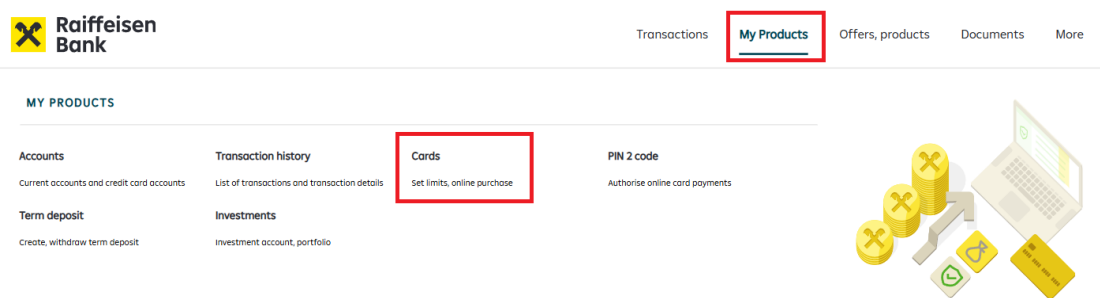 Raiffeisen
Bank
Transactions My Products Offers, products Documents More
MY PRODUCTS
Accounts Transaction history Cards PIN 2 code
Current accounts and credit card accounts List of transactions and transaction details Set limits, online purchase Authorise online card payments
Term deposit Investments
Create, withdraw term deposit Investment account, portfolio